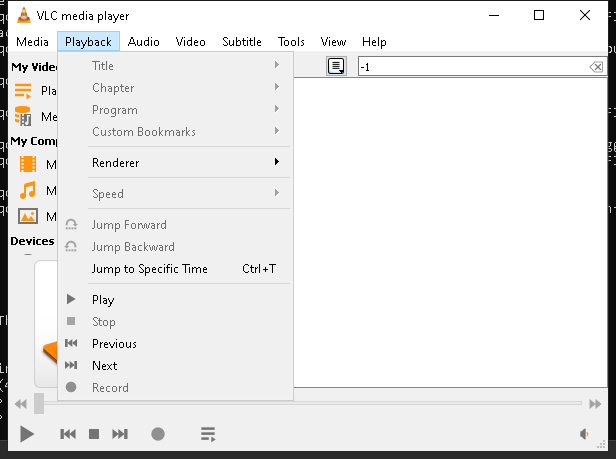 VLC media player
Media Playback Audio Video Subtitle Tools View Help
My Vide
-1
Title
Pla
Chapter
Me
Program
Custom Bookmarks
My Comp
Renderer
M
Speed
M
M
Jump Forward
Devices
Jump Backward
Jump to Specific Time Ctrl+T
Play
Stop
Previous
Next
Record